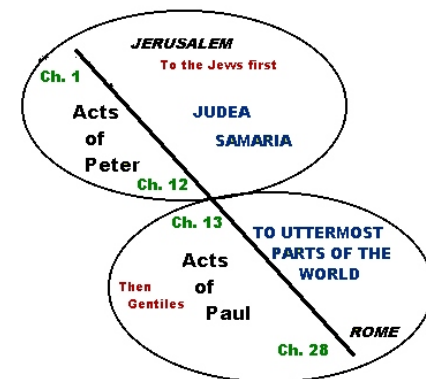 JERUSALEM
To the Jews first
Ch. 1
Acts
of
Peter
JUDEA
SAMARIA
Ch. 12
Ch. 13
Acts
of
Paul
TO UTTERMOST
PARTS OF THE
WORLD
Then
Gentiles
ROME
Ch. 28